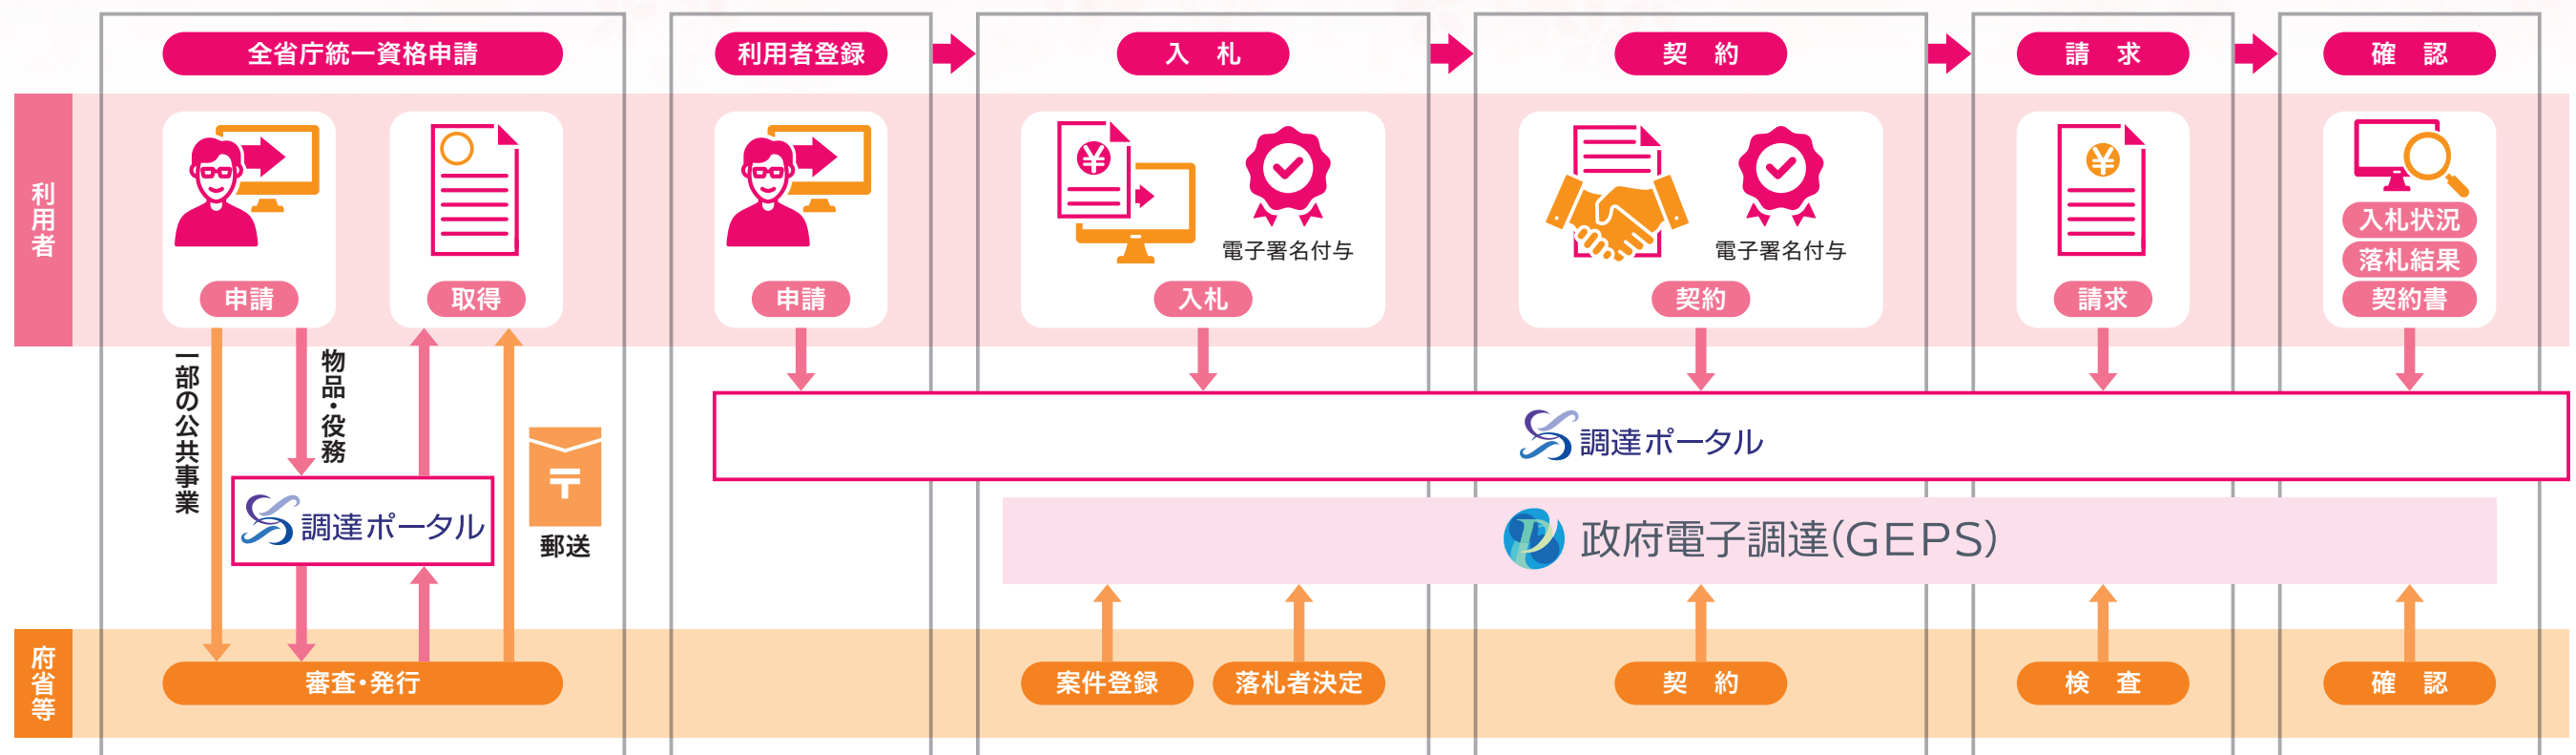 全省庁統一資格申請
利用者登録
入 札
契 約
請 求
確 認
利用者
申請
取得
申請
電子署名付与
入札
電子署名付与
契約
請求
入札状況
落札結果
契約書
一部の公共事業
物品・役務
調達ポータル
〒
郵送
調達ポータル
政府電子調達(GEPS)
府省等
審査・発行
案件登録
落札者決定
契 約
検 査
確 認